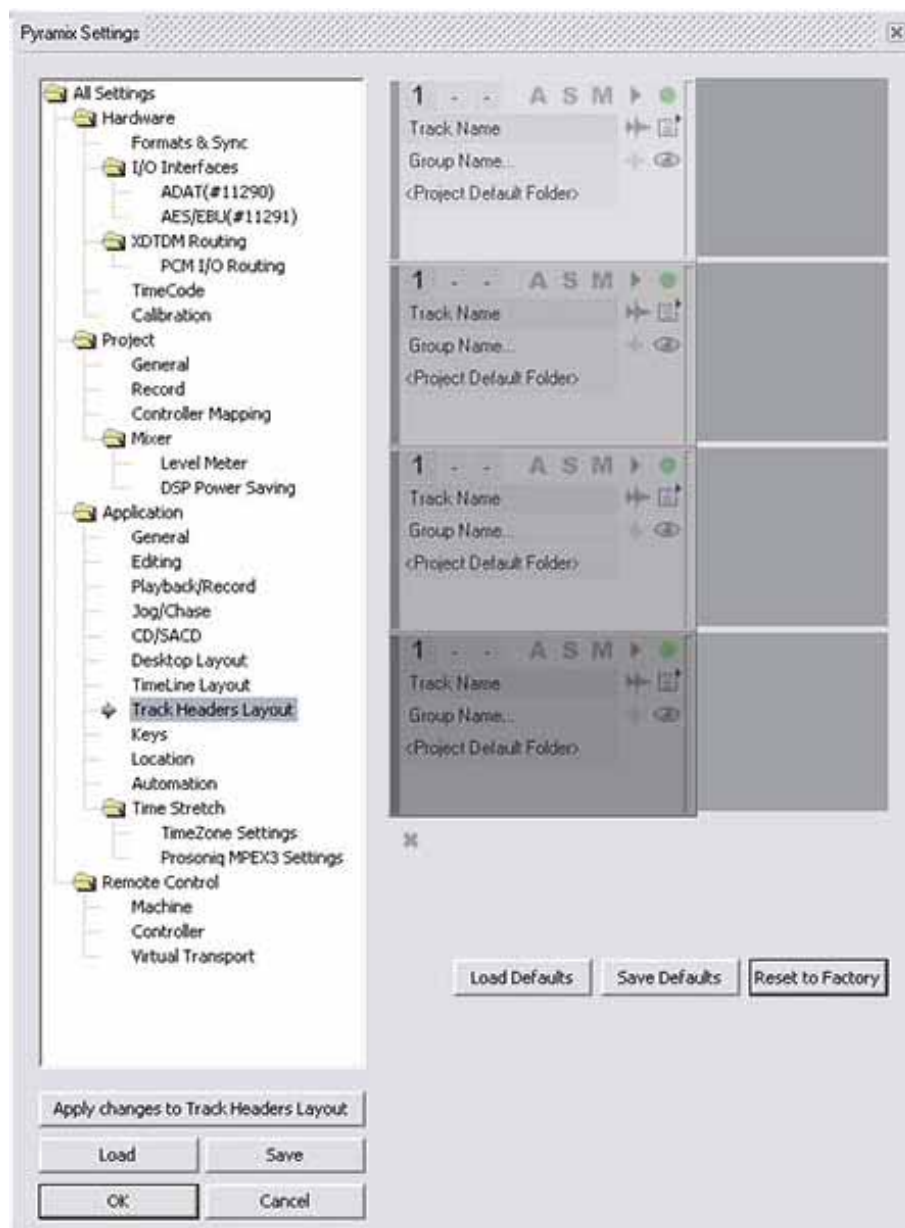 Pyramix Settings
All Settings
Hardware
Formats & Sync
I/O Interfaces
ADAT(#11290)
AES/EBU(#11291)
XDTDM Routing
PCM I/O Routing
TimeCode
Calibration
Project
General
Record
Controller Mapping
Mixer
Level Meter
DSP Power Saving
Application
General
Editing
Playback/Record
Jog/Chase
CD/SACD
Desktop Layout
TimeLine Layout
Track Headers Layout
Keys
Location
Automation
Time Stretch
TimeZone Settings
Prosoniq MPEX3 Settings
Remote Control
Machine
Controller
Virtual Transport
1 - - A S M
Track Name
Group Name...
<Project Default Folder>
1 - - A S M
Track Name
Group Name...
<Project Default Folder>
1 - - A S M
Track Name
Group Name...
<Project Default Folder>
1 - - A S M
Track Name
Group Name...
<Project Default Folder>
Load Defaults Save Defaults Reset to Factory
Apply changes to Track Headers Layout
Load Save
OK Cancel